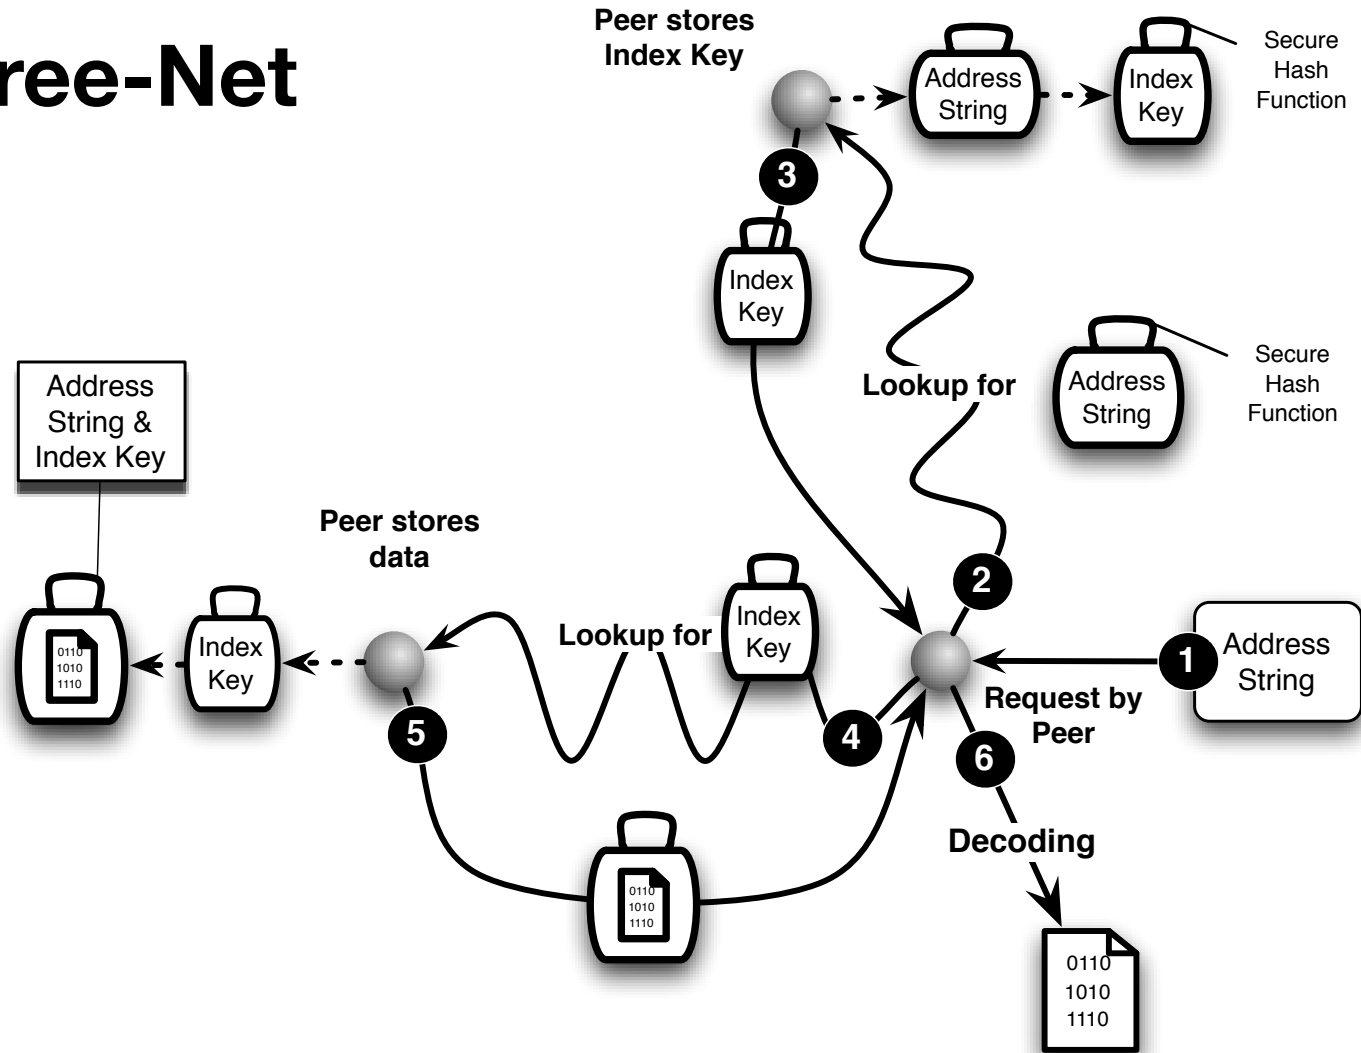 ree-Net
Peer stores
Index Key
Address
String
Index
Key
Secure
Hash
Function
3
Index
Key
Lookup for
Address
String
Secure
Hash
Function
Address
String &
Index Key
Peer stores
data
2
0110
1010
1110
Index
Key
Lookup for
Index
Key
1
Address
String
Request by
Peer
5
4
6
Decoding
0110
1010
1110
0110
1010
1110